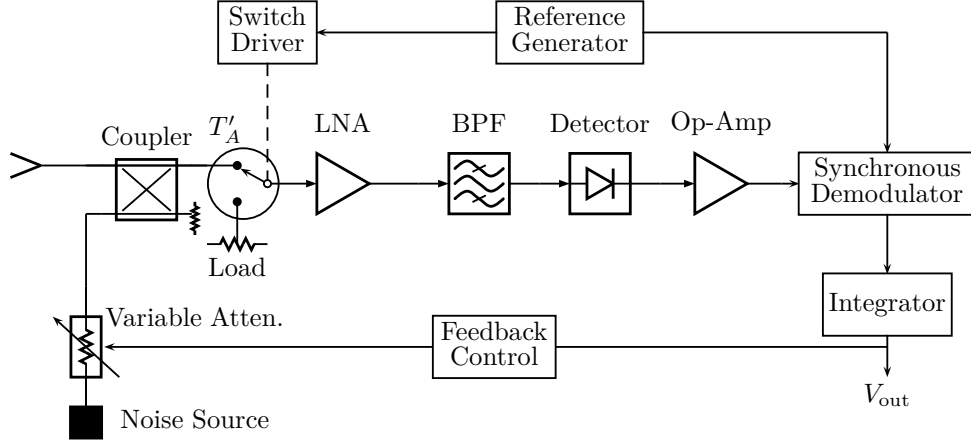 Switch
Driver
Reference
Generator
Coupler
T′A
LNA
BPF
Detector
Op-Amp
Synchronous
Demodulator
Load
Integrator
Variable Atten.
Feedback
Control
Vout
Noise Source